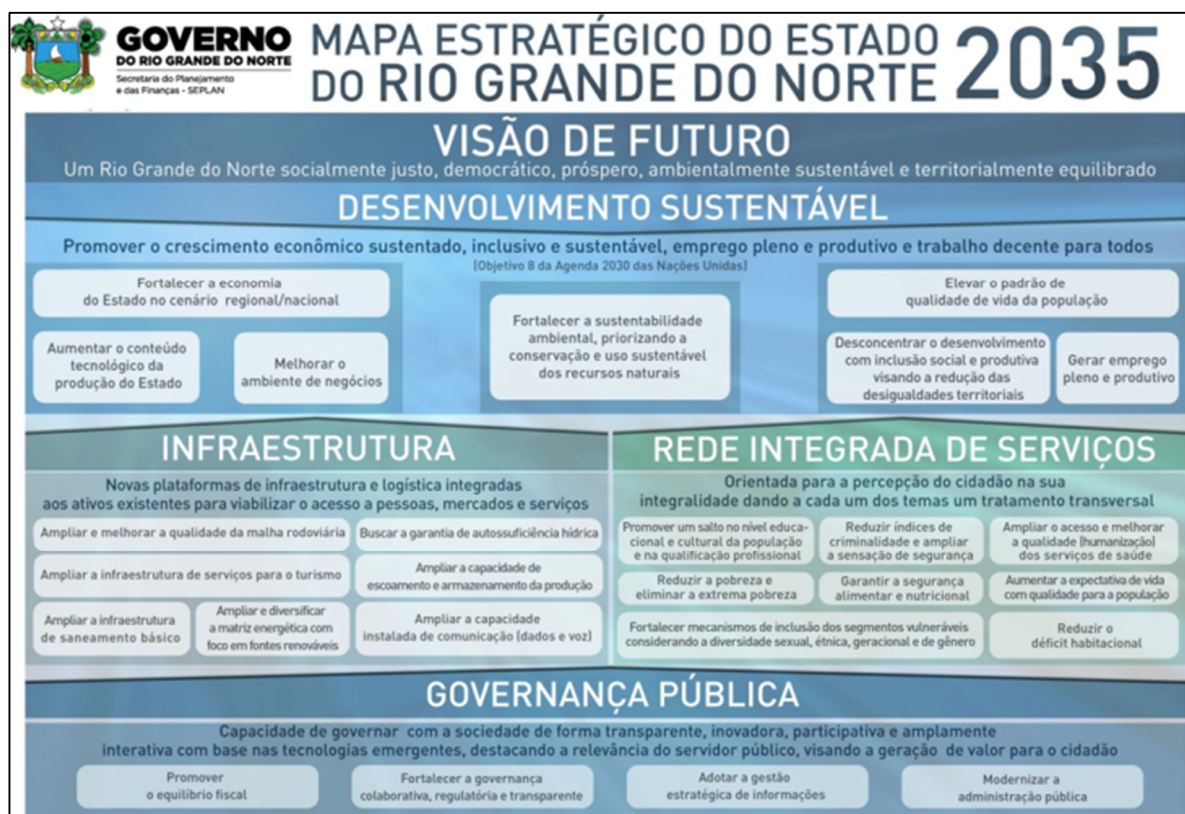 GOVERNO
DO RIO GRANDE DO NORTE
Secretaria do Planejamento
e das Finanças - SEPLAN
MAPA ESTRATÉGICO DO ESTADO
DO RIO GRANDE DO NORTE
2035
VISÃO DE FUTURO
Um Rio Grande do Norte socialmente justo, democrático, próspero, ambientalmente sustentável e territorialmente equilibrado
DESENVOLVIMENTO SUSTENTÁVEL
Promover o crescimento econômico sustentado, inclusivo e sustentável, emprego pleno e produtivo e trabalho decente para todos
(Objetivo 8 da Agenda 2030 das Nações Unidas)
Fortalecer a economia
do Estado no cenário regional/nacional
Aumentar o conteúdo
tecnológico da
produção do Estado
Melhorar o
ambiente de negócios
Fortalecer a sustentabilidade
ambiental, priorizando a
conservação e uso sustentável
dos recursos naturais
Elevar o padrão de
qualidade de vida da população
Desconcentrar o desenvolvimento
com inclusão social e produtiva
visando a redução das
desigualdades territoriais
Gerar emprego
pleno e produtivo
INFRAESTRUTURA
Novas plataformas de infraestrutura e logística integradas
aos ativos existentes para viabilizar o acesso a pessoas, mercados e serviços
Ampliar e melhorar a qualidade da malha rodoviária
Buscar a garantia de autossuficiência hídrica
Ampliar a infraestrutura de serviços para o turismo
Ampliar a capacidade de
escoamento e armazenamento da produção
Ampliar a infraestrutura
de saneamento básico
Ampliar e diversificar
a matriz energética com
foco em fontes renováveis
Ampliar a capacidade
instalada de comunicação (dados e voz)
REDE INTEGRADA DE SERVIÇOS
Orientada para a percepção do cidadão na sua
integralidade dando a cada um dos temas um tratamento transversal
Promover um salto no nível educa-
cional e cultural da população
e na qualificação profissional
Reduzir índices de
criminalidade e ampliar
a sensação de segurança
Ampliar o acesso e melhorar
a qualidade (humanização)
dos serviços de saúde
Reduzir a pobreza e
eliminar a extrema pobreza
Garantir a segurança
alimentar e nutricional
Aumentar a expectativa de vida
com qualidade para a população
Fortalecer mecanismos de inclusão dos segmentos vulneráveis
considerando a diversidade sexual, étnica, geracional e de gênero
Reduzir o
déficit habitacional
GOVERNANÇA PÚBLICA
Capacidade de governar com a sociedade de forma transparente, inovadora, participativa e amplamente
interativa com base nas tecnologias emergentes, destacando a relevância do servidor público, visando a geração de valor para o cidadão
Promover
o equilíbrio fiscal
Fortalecer a governança
colaborativa, regulatória e transparente
Adotar a gestão
estratégica de informações
Modernizar a
administração pública